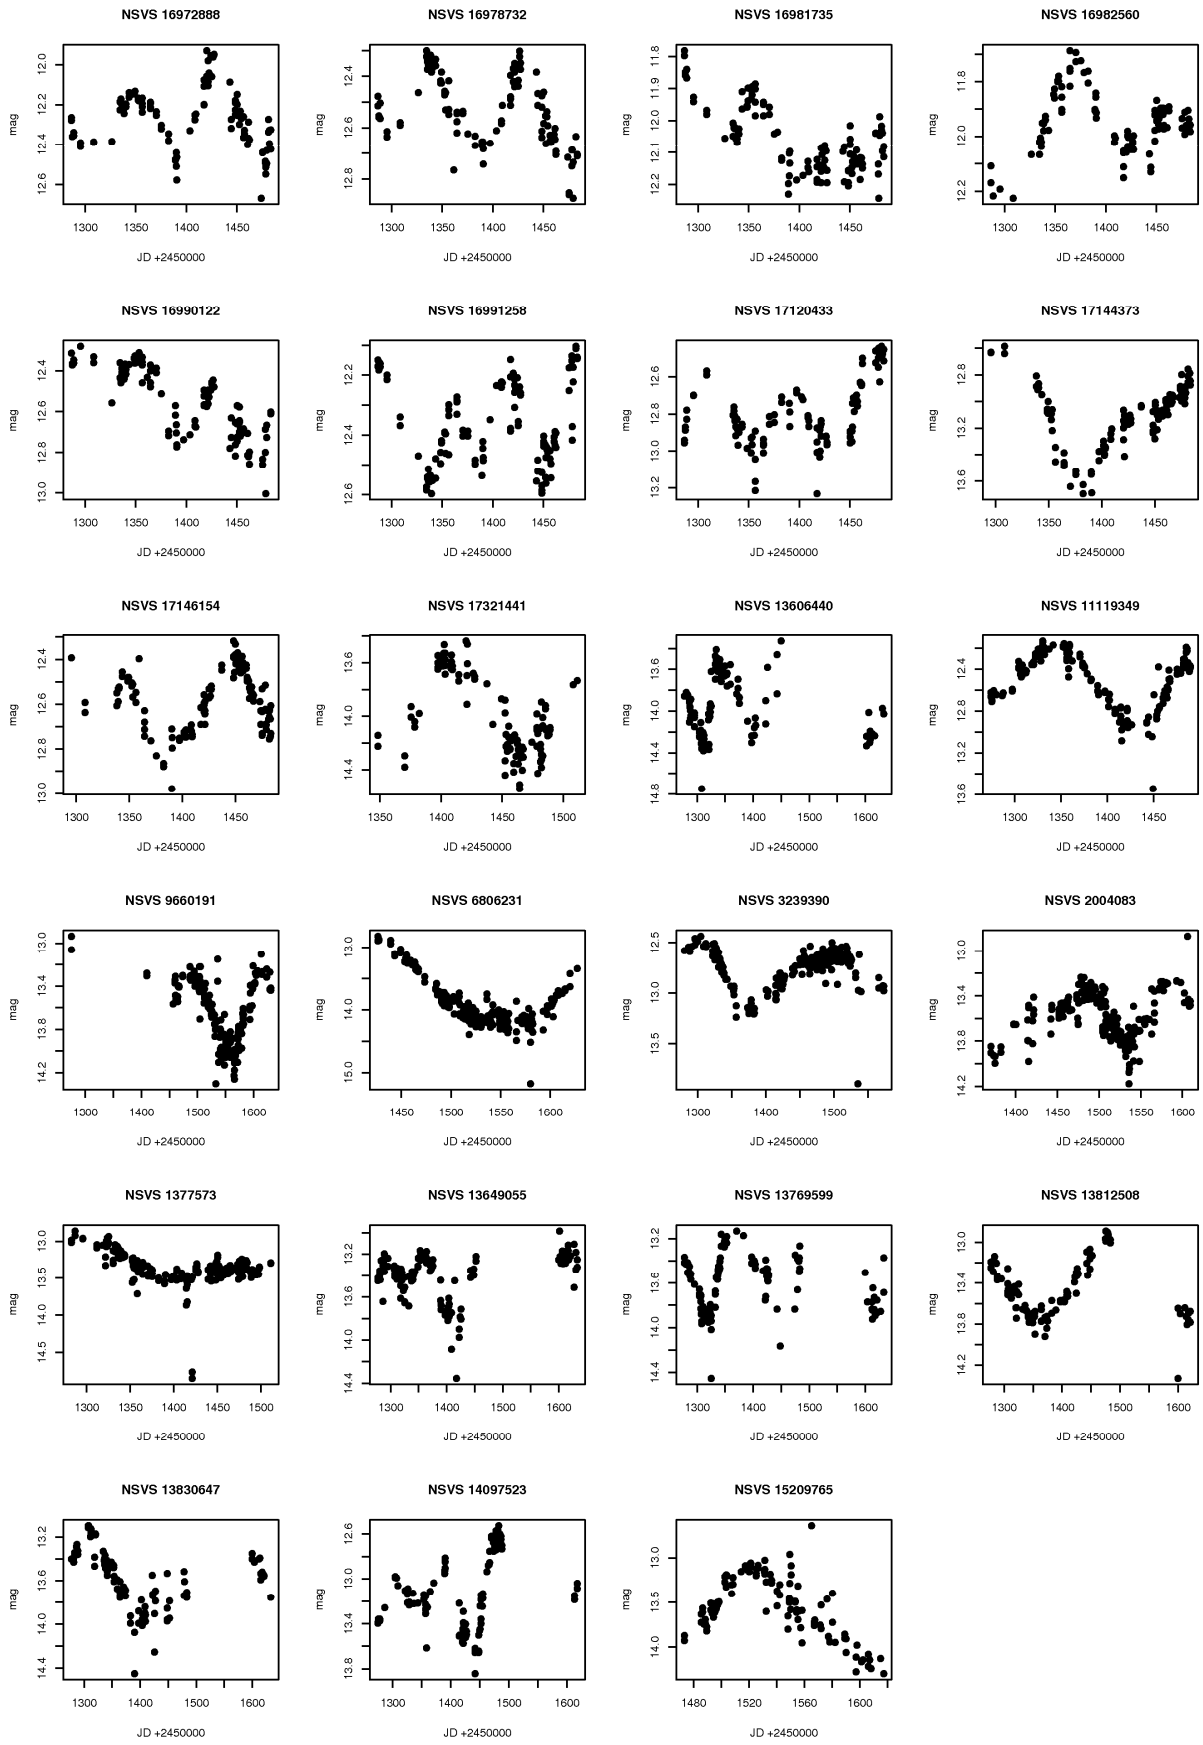 NSVS 16972888 NSVS 16978732 NSVS 16981735 NSVS 16982560
mag 12.0 12.2 12.4 12.6 mag 12.4 12.6 12.8 mag 11.8 11.9 12.0 12.1 12.2 mag 11.8 12.0 12.2
1300 1350 1400 1450 1300 1350 1400 1450 1300 1350 1400 1450 1300 1350 1400 1450
JD +2450000 JD +2450000 JD +2450000 JD +2450000
NSVS 16990122 NSVS 16991258 NSVS 17120433 NSVS 17144373
mag 12.4 12.6 12.8 13.0 mag 12.2 12.4 12.6 mag 12.6 12.8 13.0 13.2 mag 12.8 13.2 13.6
1300 1350 1400 1450 1300 1350 1400 1450 1300 1350 1400 1450 1300 1350 1400 1450
JD +2450000 JD +2450000 JD +2450000 JD +2450000
NSVS 17146154 NSVS 17321441 NSVS 13606440 NSVS 11119349
mag 12.4 12.6 12.8 13.0 mag 13.6 14.0 14.4 mag 13.6 14.0 14.4 14.8 mag 12.4 12.8 13.2 13.6
1300 1350 1400 1450 1350 1400 1450 1500 1300 1400 1500 1600 1300 1350 1400 1450
JD +2450000 JD +2450000 JD +2450000 JD +2450000
NSVS 9660191 NSVS 6806231 NSVS 3239390 NSVS 2004083
mag 13.0 13.4 13.8 14.2 mag 13.0 14.0 15.0 mag 12.5 13.0 13.5 mag 13.0 13.4 13.8 14.2
1300 1400 1500 1600 1450 1500 1550 1600 1300 1400 1500 1400 1450 1500 1550 1600
JD +2450000 JD +2450000 JD +2450000 JD +2450000
NSVS 1377573 NSVS 13649055 NSVS 13769599 NSVS 13812508
mag 13.0 13.5 14.0 14.5 mag 13.2 13.6 14.0 14.4 mag 13.2 13.6 14.0 14.4 mag 13.0 13.4 13.8 14.2
1300 1350 1400 1450 1500 1300 1400 1500 1600 1300 1400 1500 1600 1300 1400 1500 1600
JD +2450000 JD +2450000 JD +2450000 JD +2450000
NSVS 13830647 NSVS 14097523 NSVS 15209765
mag 13.2 13.6 14.0 14.4 mag 12.6 13.0 13.4 13.8 mag 13.0 13.5 14.0
1300 1400 1500 1600 1300 1400 1500 1600 1480 1520 1560 1600
JD +2450000 JD +2450000 JD +2450000